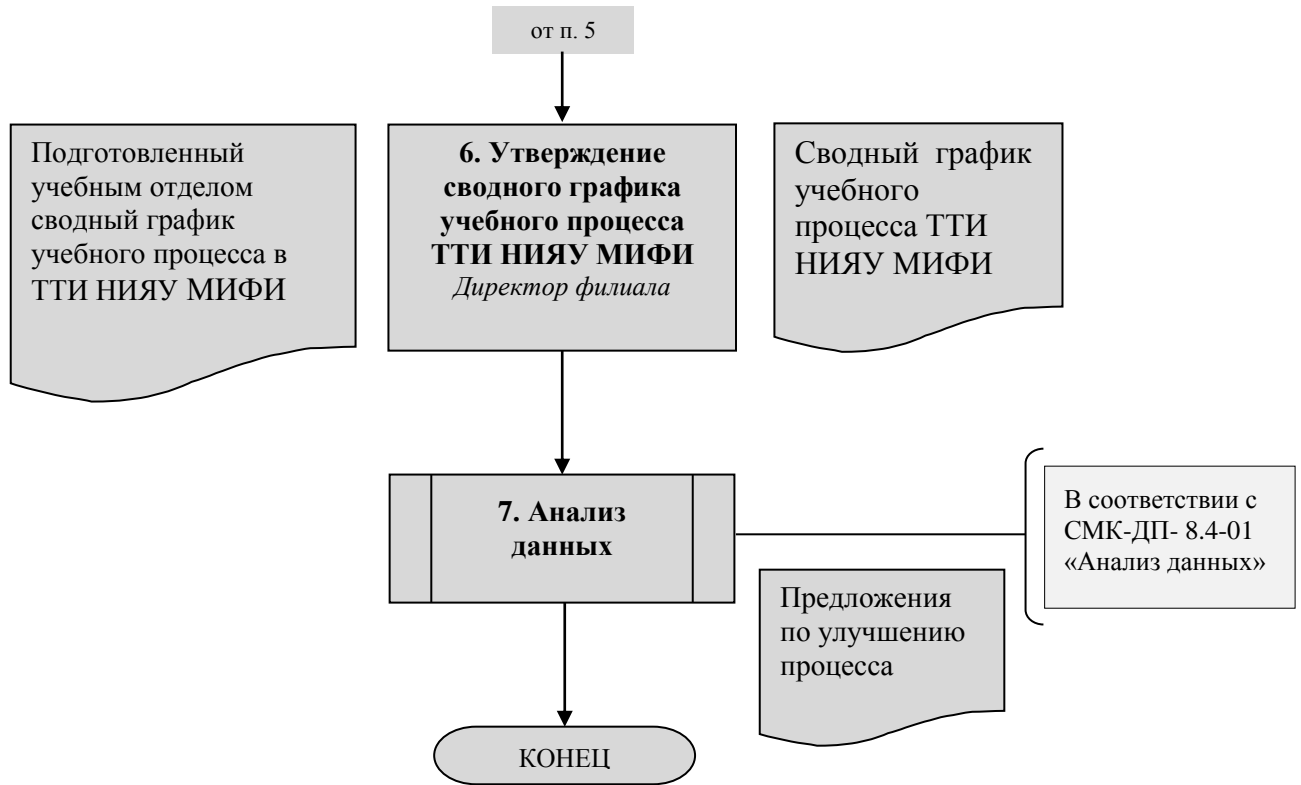 от п. 5
Подготовленный
учебным отделом
сводный график
учебного процесса в
ТТИ НИЯУ МИФИ
6. Утверждение
сводного графика
учебного процесса
ТТИ НИЯУ МИФИ
Директор филиала
Сводный график
учебного
процесса ТТИ
НИЯУ МИФИ
7. Анализ
данных
В соответствии с
СМК-ДП- 8.4-01
«Анализ данных»
Предложения
по улучшению
процесса
КОНЕЦ